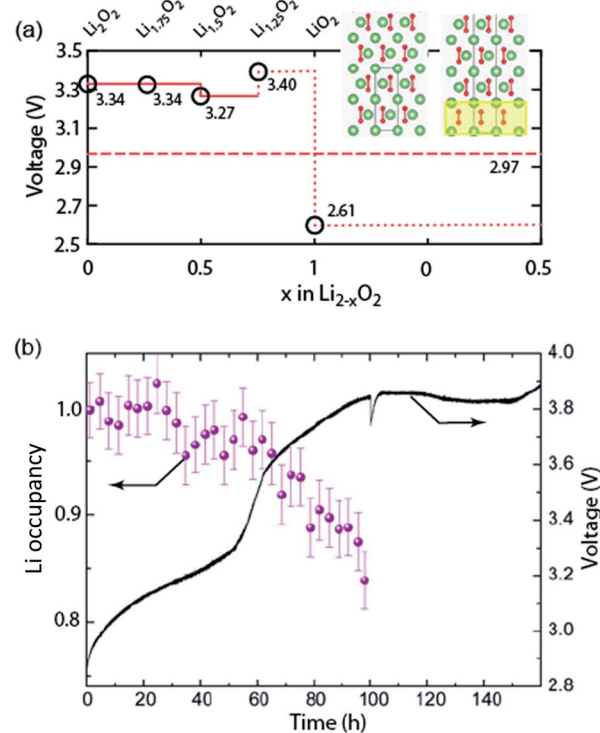 (a)
Li₂O₂ Li₁.₇₅O₂ Li₁.₅O₂ Li₁.₂₅O₂ LiO₂
3.5
3.3
3.1
2.9
2.7
2.5
Voltage (V)
3.34 3.34 3.27 3.40
2.97
2.61
0 0.5 1 0 0.5
x in Li₂₋ₓO₂
(b)
1.0
0.9
0.8
Li occupancy
4.0
3.8
3.6
3.4
3.2
3.0
2.8
Voltage (V)
0 20 40 60 80 100 120 140
Time (h)